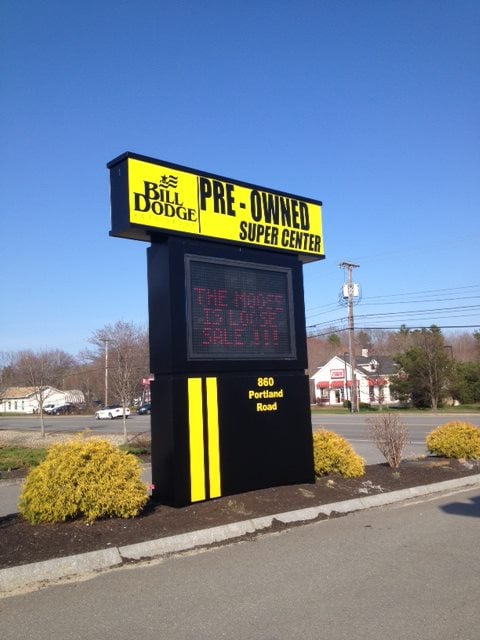 BILL
DODGE
PRE-OWNED
SUPER CENTER
THE MOOSE
IS LOOSE
SALE !!!
860
Portland
Road